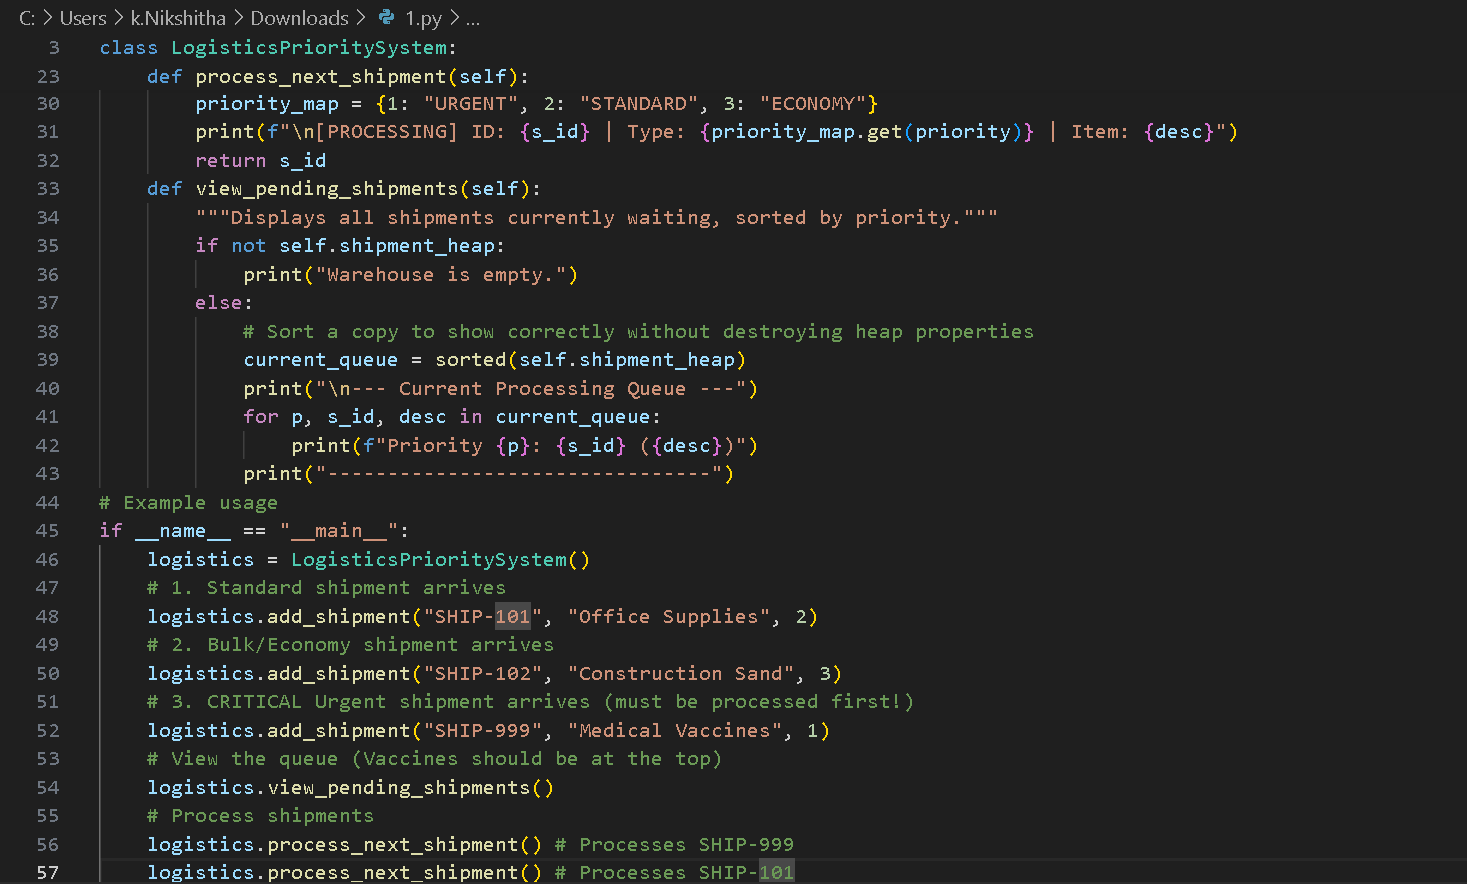 C: > Users > k.Nikshitha > Downloads > 1.py > ...
3 class LogisticsPrioritySystem:
23     def process_next_shipment(self):
30         priority_map = {1: "URGENT", 2: "STANDARD", 3: "ECONOMY"}
31         print(f"\n[PROCESSING] ID: {s_id} | Type: {priority_map.get(priority)} | Item: {desc}")
32         return s_id
33     def view_pending_shipments(self):
34         """Displays all shipments currently waiting, sorted by priority."""
35         if not self.shipment_heap:
36             print("Warehouse is empty.")
37         else:
38             # Sort a copy to show correctly without destroying heap properties
39             current_queue = sorted(self.shipment_heap)
40             print("\n--- Current Processing Queue ---")
41             for p, s_id, desc in current_queue:
42                 print(f"Priority {p}: {s_id} ({desc})")
43             print("--------------------------------")
44 # Example usage
45 if __name__ == "__main__":
46     logistics = LogisticsPrioritySystem()
47     # 1. Standard shipment arrives
48     logistics.add_shipment("SHIP-101", "Office Supplies", 2)
49     # 2. Bulk/Economy shipment arrives
50     logistics.add_shipment("SHIP-102", "Construction Sand", 3)
51     # 3. CRITICAL Urgent shipment arrives (must be processed first!)
52     logistics.add_shipment("SHIP-999", "Medical Vaccines", 1)
53     # View the queue (Vaccines should be at the top)
54     logistics.view_pending_shipments()
55     # Process shipments
56     logistics.process_next_shipment() # Processes SHIP-999
57     logistics.process_next_shipment() # Processes SHIP-101